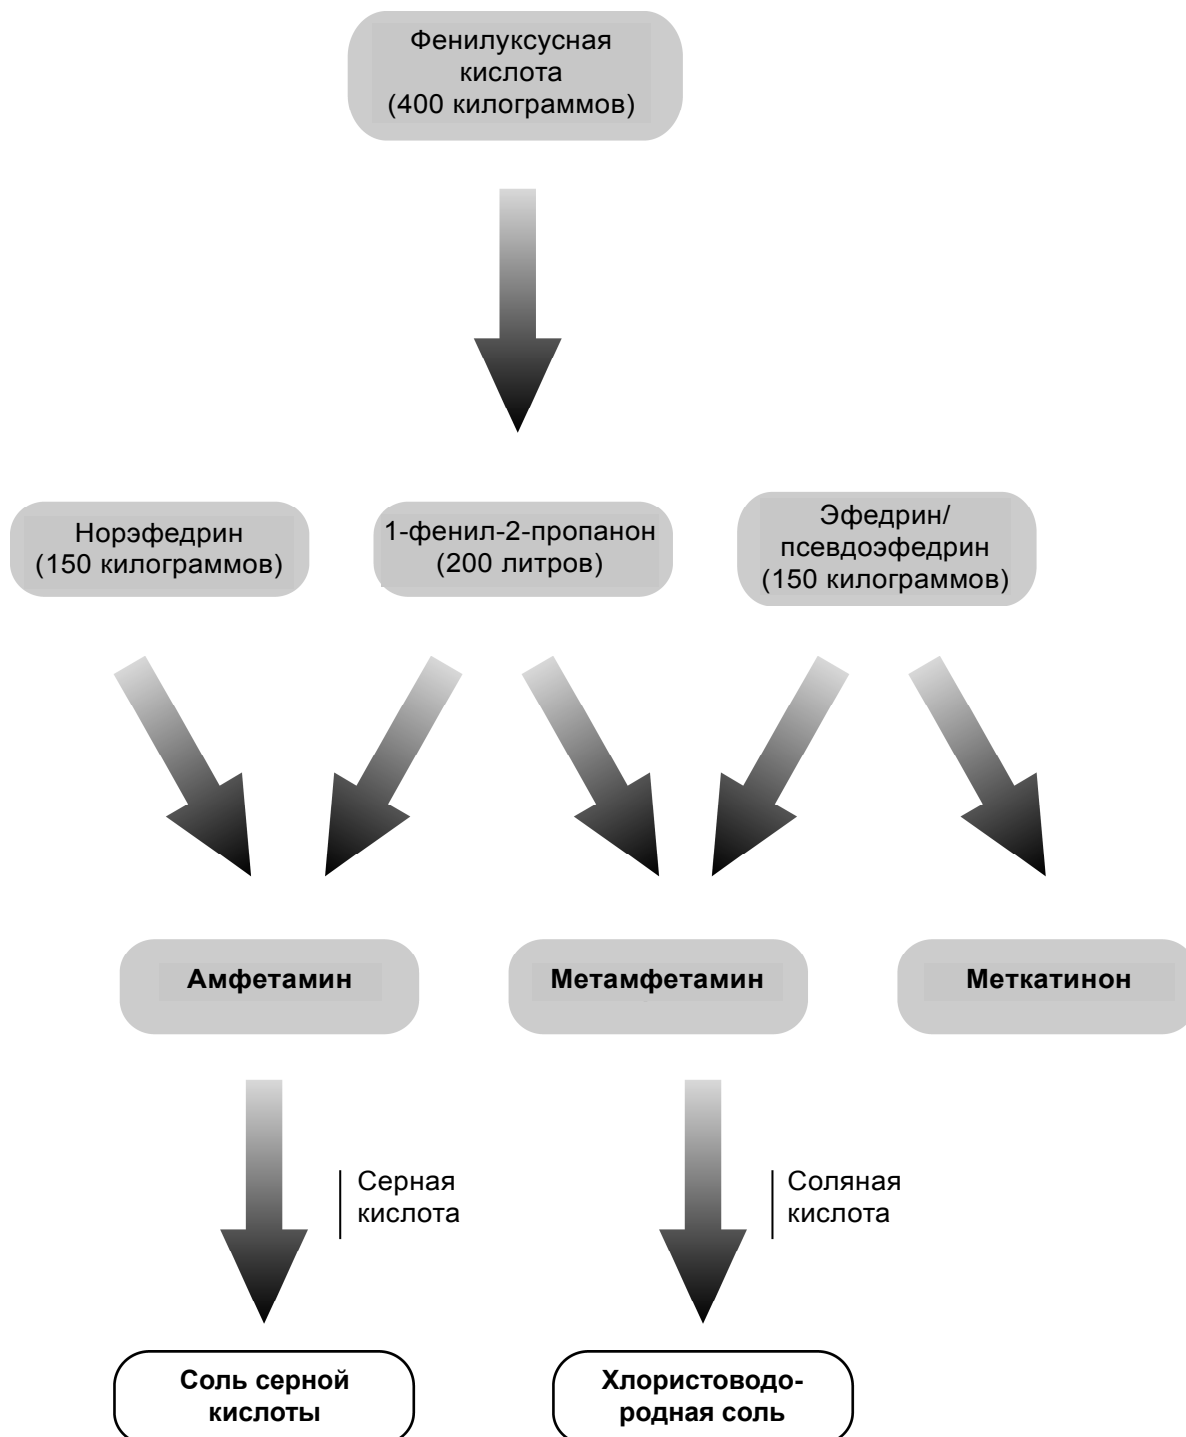 Фенилуксусная
кислота
(400 килограммов)
Норэфедрин
(150 килограммов)
1-фенил-2-пропанон
(200 литров)
Эфедрин/
псевдоэфедрин
(150 килограммов)
Амфетамин
Метамфетамин
Меткатинон
Серная
кислота
Соляная
кислота
Соль серной
кислоты
Хлористоводо-
родная соль